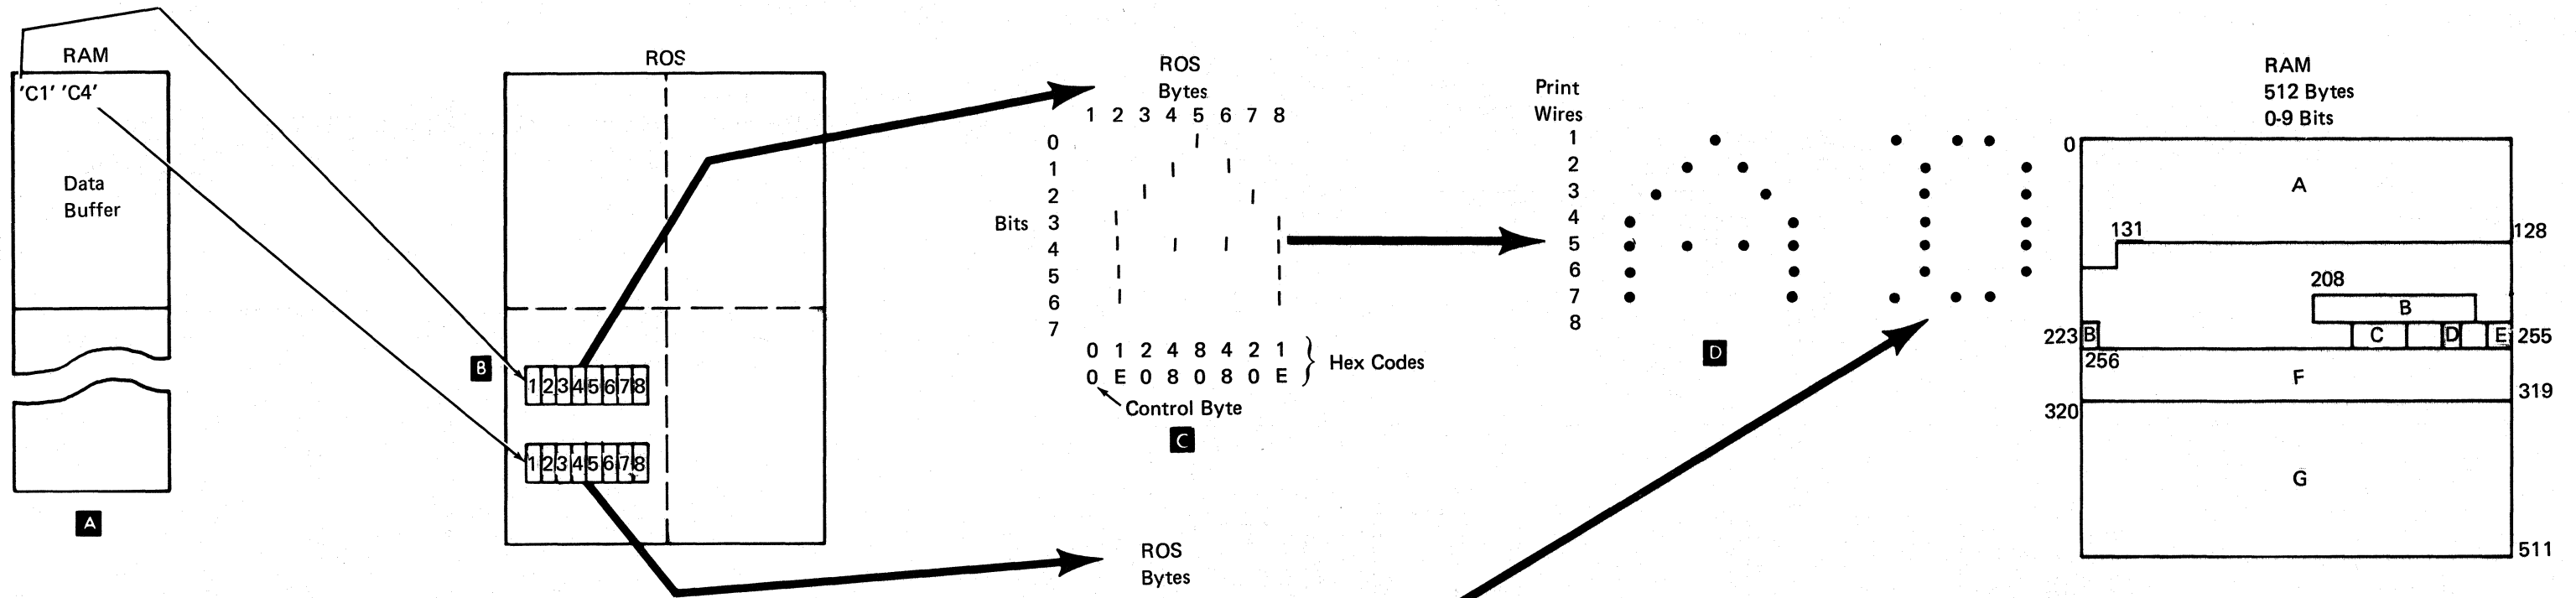 RAM
'C1' 'C4'
Data
Buffer
A
ROS
B
1 2 3 4 5 6 7 8
1 2 3 4 5 6 7 8
ROS
Bytes
1 2 3 4 5 6 7 8
Bits
0
1
2
3
4
5
6
7
0 1 2 4 8 4 2 1
0 E 0 8 0 8 0 E
Hex Codes
Control Byte
C
ROS
Bytes
Print
Wires
1
2
3
4
5
6
7
8
D
RAM
512 Bytes
0-9 Bits
0
A
131
128
208
B
223 B C D E 255
256
F
319
320
G
511